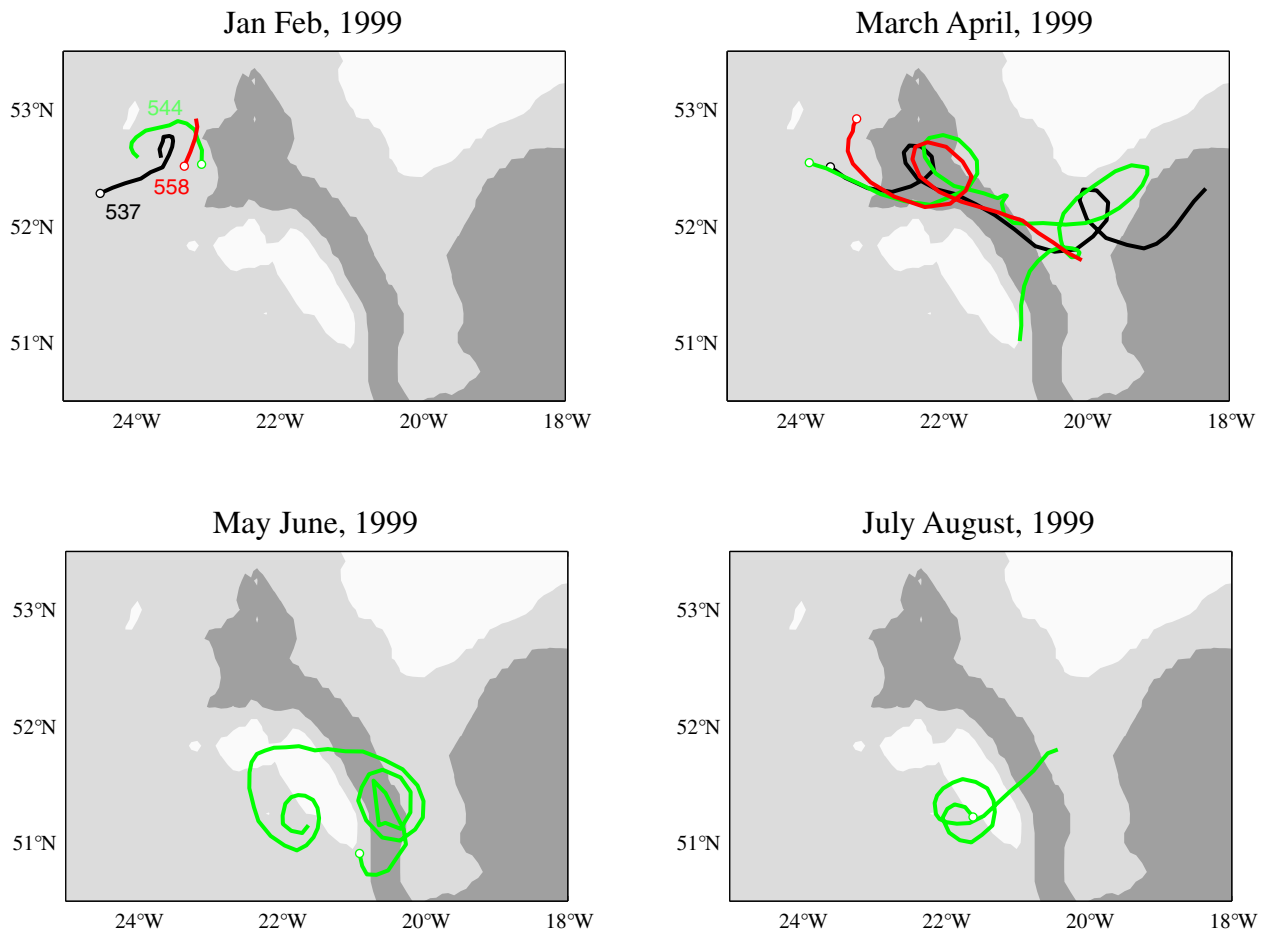 Jan Feb, 1999
March April, 1999
53°N
52°N
51°N
24°W 22°W 20°W 18°W
544
558
537
53°N
52°N
51°N
24°W 22°W 20°W 18°W
May June, 1999
July August, 1999
53°N
52°N
51°N
24°W 22°W 20°W 18°W
53°N
52°N
51°N
24°W 22°W 20°W 18°W